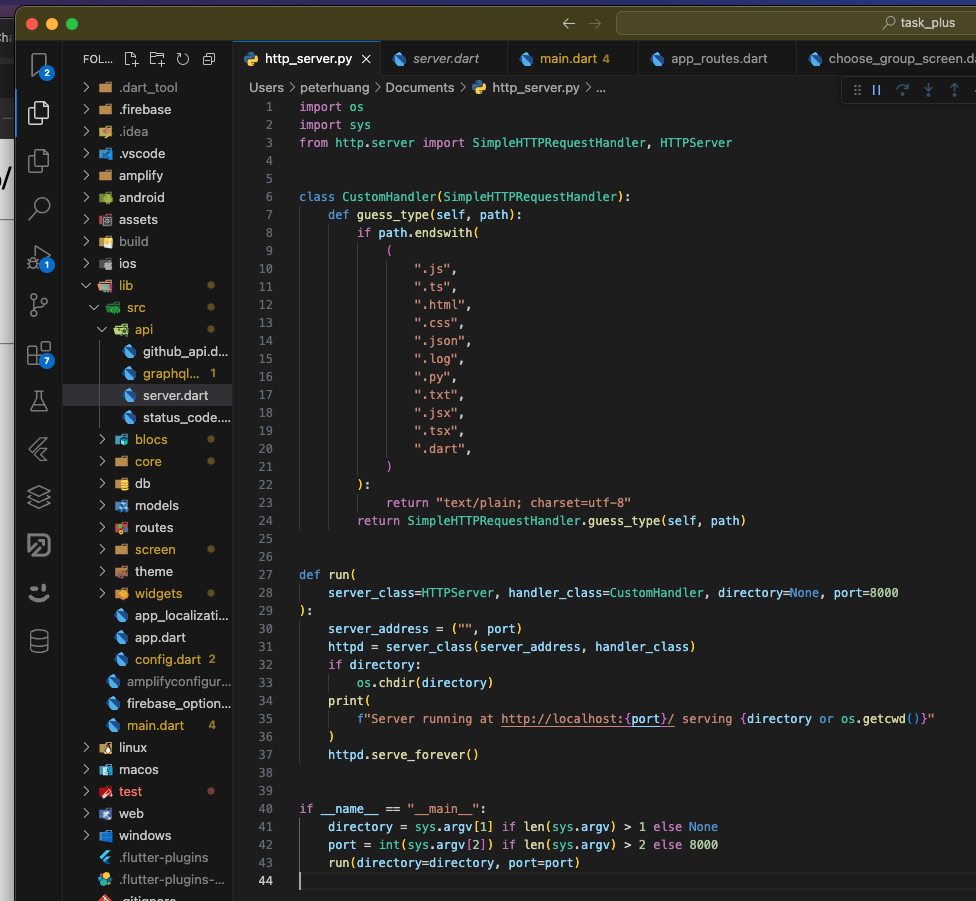 task_plus
FOL...
http_server.py
server.dart
main.dart 4
app_routes.dart
choose_group_screen.da
Users > peterhuang > Documents > http_server.py > ...
2
1
7
.dart_tool
.firebase
.idea
.vscode
amplify
android
assets
build
ios
lib
src
api
github_api.d...
graphql... 1
server.dart
status_code....
blocs
core
db
models
routes
screen
theme
widgets
app_localizati...
app.dart
config.dart 2
amplifyconfigur...
firebase_option...
main.dart 4
linux
macos
test
web
windows
.flutter-plugins
.flutter-plugins-...
.gitignore
1 import os
2 import sys
3 from http.server import SimpleHTTPRequestHandler, HTTPServer
4
5
6 class CustomHandler(SimpleHTTPRequestHandler):
7     def guess_type(self, path):
8         if path.endswith(
9             (
10                 ".js",
11                 ".ts",
12                 ".html",
13                 ".css",
14                 ".json",
15                 ".log",
16                 ".py",
17                 ".txt",
18                 ".jsx",
19                 ".tsx",
20                 ".dart",
21             )
22         ):
23             return "text/plain; charset=utf-8"
24         return SimpleHTTPRequestHandler.guess_type(self, path)
25
26
27 def run(
28     server_class=HTTPServer, handler_class=CustomHandler, directory=None, port=8000
29 ):
30     server_address = ("", port)
31     httpd = server_class(server_address, handler_class)
32     if directory:
33         os.chdir(directory)
34     print(
35         f"Server running at http://localhost:{port}/ serving {directory or os.getcwd()}"
36     )
37     httpd.serve_forever()
38
39
40 if __name__ == "__main__":
41     directory = sys.argv[1] if len(sys.argv) > 1 else None
42     port = int(sys.argv[2]) if len(sys.argv) > 2 else 8000
43     run(directory=directory, port=port)
44